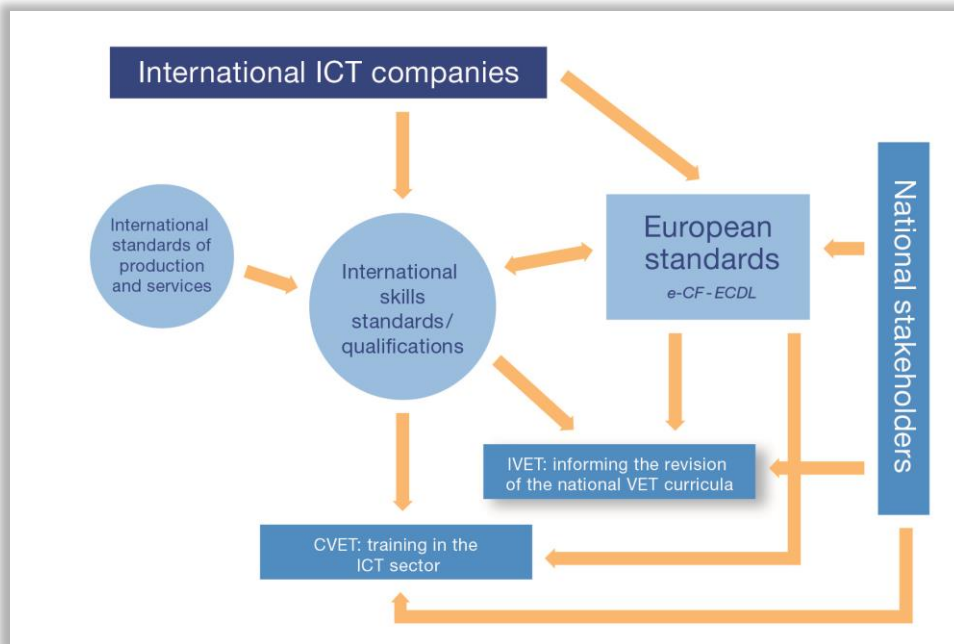 International ICT companies
International
standards of
production
and services
International
skills
standards/
qualifications
European
standards
e-CF - ECDL
National stakeholders
IVET: informing the revision
of the national VET curricula
CVET: training in the
ICT sector